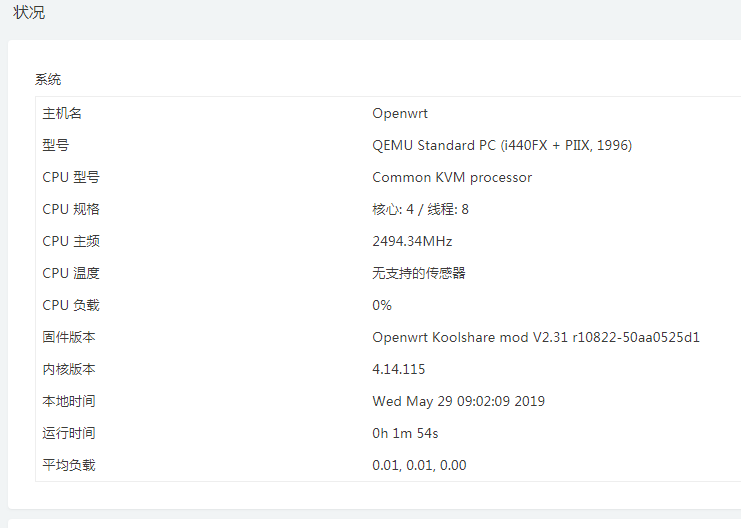 状况
系统
主机名 Openwrt
型号 QEMU Standard PC (i440FX + PIIX, 1996)
CPU 型号 Common KVM processor
CPU 规格 核心: 4 / 线程: 8
CPU 主频 2494.34MHz
CPU 温度 无支持的传感器
CPU 负载 0%
固件版本 Openwrt Koolshare mod V2.31 r10822-50aa0525d1
内核版本 4.14.115
本地时间 Wed May 29 09:02:09 2019
运行时间 0h 1m 54s
平均负载 0.01, 0.01, 0.00